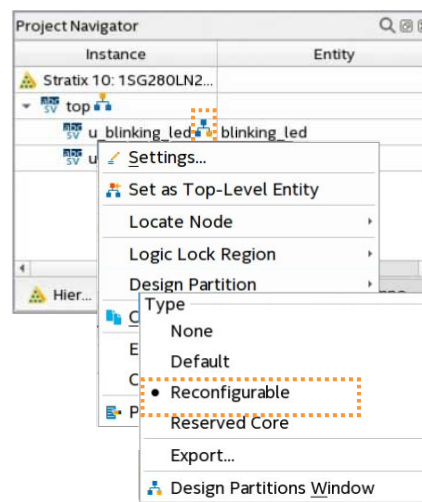 Project Navigator
Instance Entity
Stratix 10: 1SG280LN2...
top
u_blinking_led blinking_led
u
Settings...
Set as Top-Level Entity
Locate Node
Logic Lock Region
Design Partition
Hier...
Type
None
Default
Reconfigurable
Reserved Core
Export...
Design Partitions Window